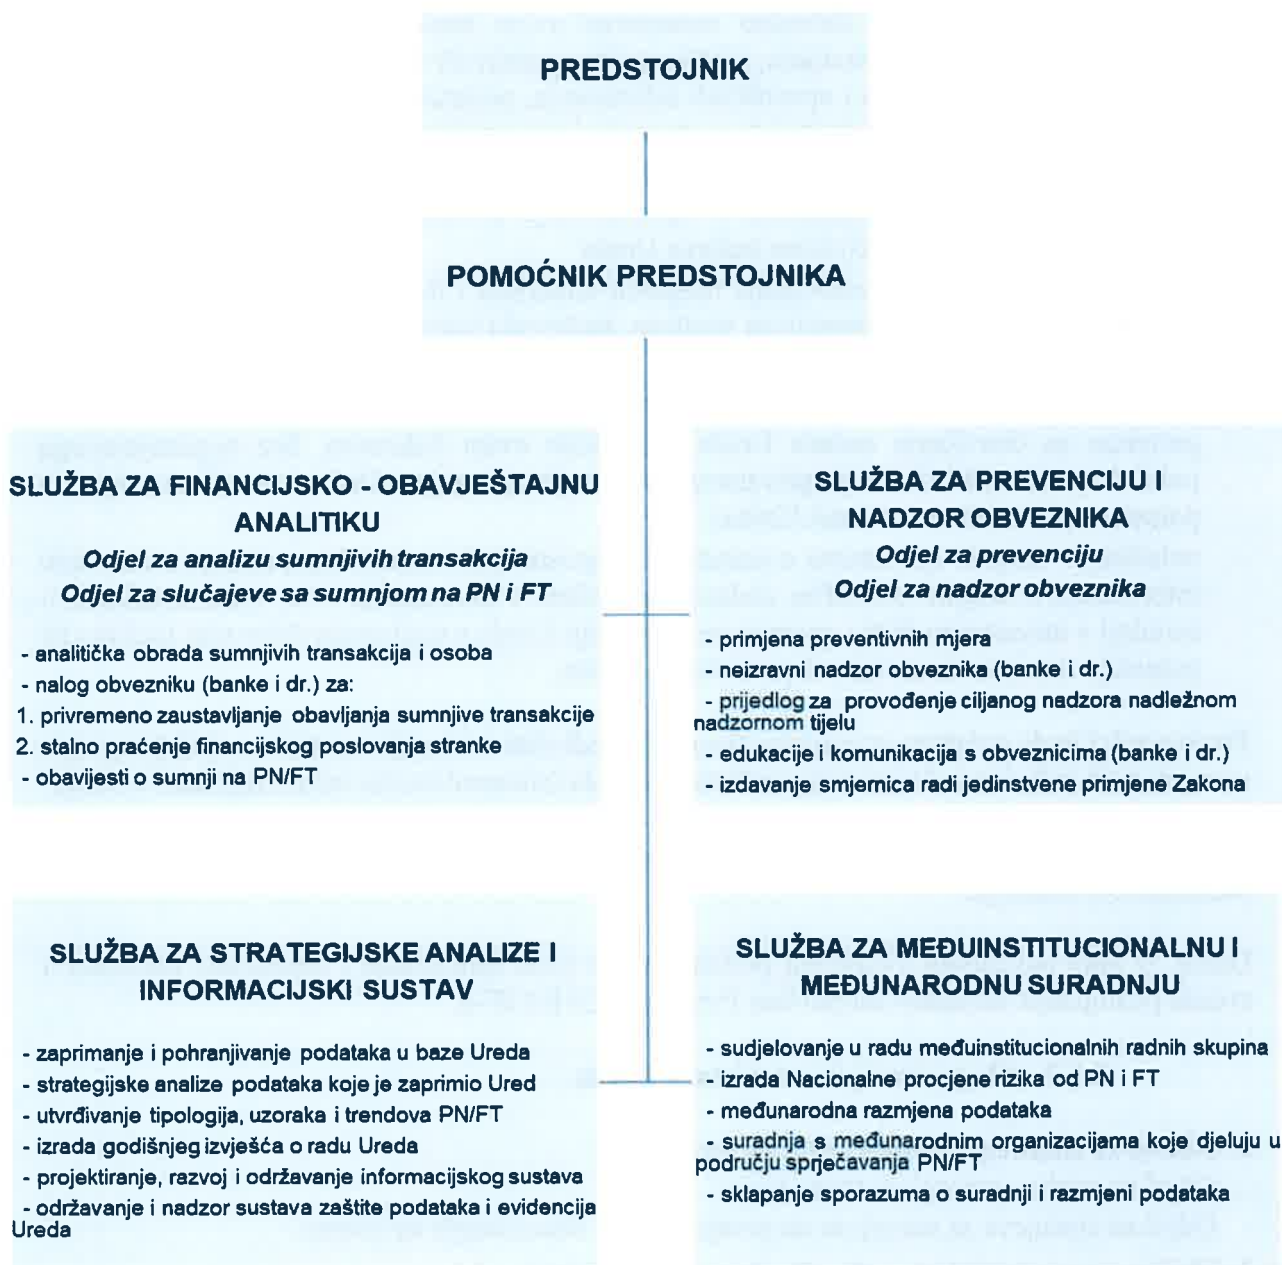 PREDSTOJNIK
POMOĆNIK PREDSTOJNIKA
SLUŽBA ZA FINANCIJSKO - OBAVJEŠTAJNU
ANALITIKU
Odjel za analizu sumnjivih transakcija
Odjel za slučajeve sa sumnjom na PN i FT
- analitička obrada sumnjivih transakcija i osoba
- nalog obvezniku (banke i dr.) za:
1. privremeno zaustavljanje obavljanja sumnjive transakcije
2. stalno praćenje financijskog poslovanja stranke
- obavijesti o sumnji na PN/FT
SLUŽBA ZA PREVENCIJU I
NADZOR OBVEZNIKA
Odjel za prevenciju
Odjel za nadzor obveznika
- primjena preventivnih mjera
- neizravni nadzor obveznika (banke i dr.)
- prijedlog za provođenje ciljanog nadzora nadležnom
nadzornom tijelu
- edukacije i komunikacija s obveznicima (banke i dr.)
- izdavanje smjernica radi jedinstvene primjene Zakona
SLUŽBA ZA STRATEGIJSKE ANALIZE I
INFORMACIJSKI SUSTAV
- zaprimanje i pohranjivanje podataka u baze Ureda
- strategijske analize podataka koje je zaprimio Ured
- utvrđivanje tipologija, uzoraka i trendova PN/FT
- izrada godišnjeg izvješća o radu Ureda
- projektiranje, razvoj i održavanje informacijskog sustava
- održavanje i nadzor sustava zaštite podataka i evidencija
Ureda
SLUŽBA ZA MEĐUINSTITUCIONALNU I
MEĐUNARODNU SURADNJU
- sudjelovanje u radu međuinstitucionalnih radnih skupina
- izrada Nacionalne procjene rizika od PN i FT
- međunarodna razmjena podataka
- suradnja s međunarodnim organizacijama koje djeluju u
području sprječavanja PN/FT
- sklapanje sporazuma o suradnji i razmjeni podataka